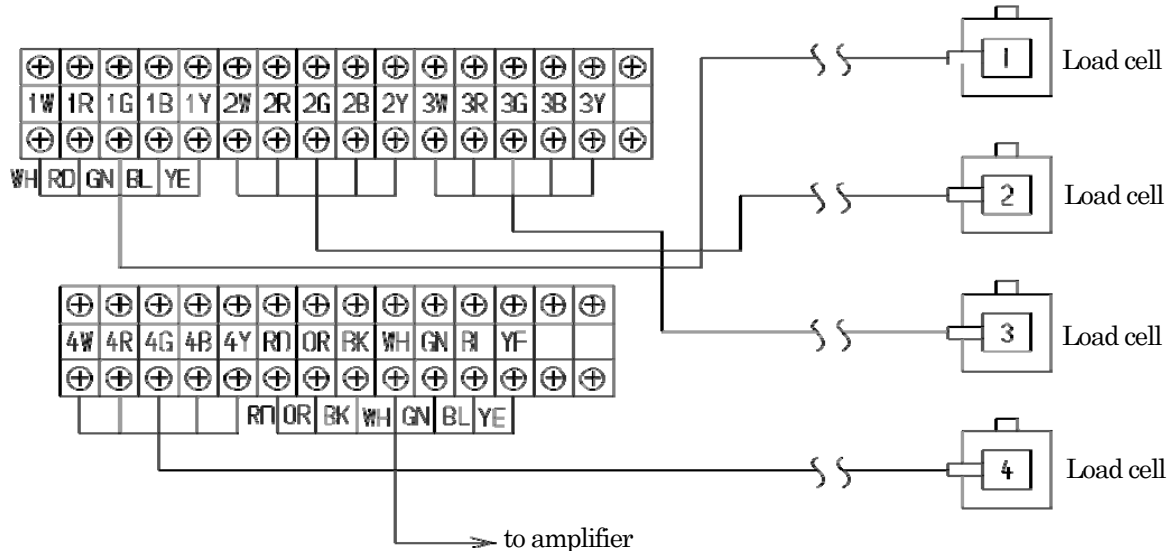 1 Load cell
1W 1R 1G 1B 1Y 2W 2R 2G 2B 2Y 3W 3R 3G 3B 3Y
WH RD GN BL YE
2 Load cell
3 Load cell
4W 4R 4G 4B 4Y RD OR BK WH GN BL YE
RD OR BK WH GN BL YE
4 Load cell
to amplifier